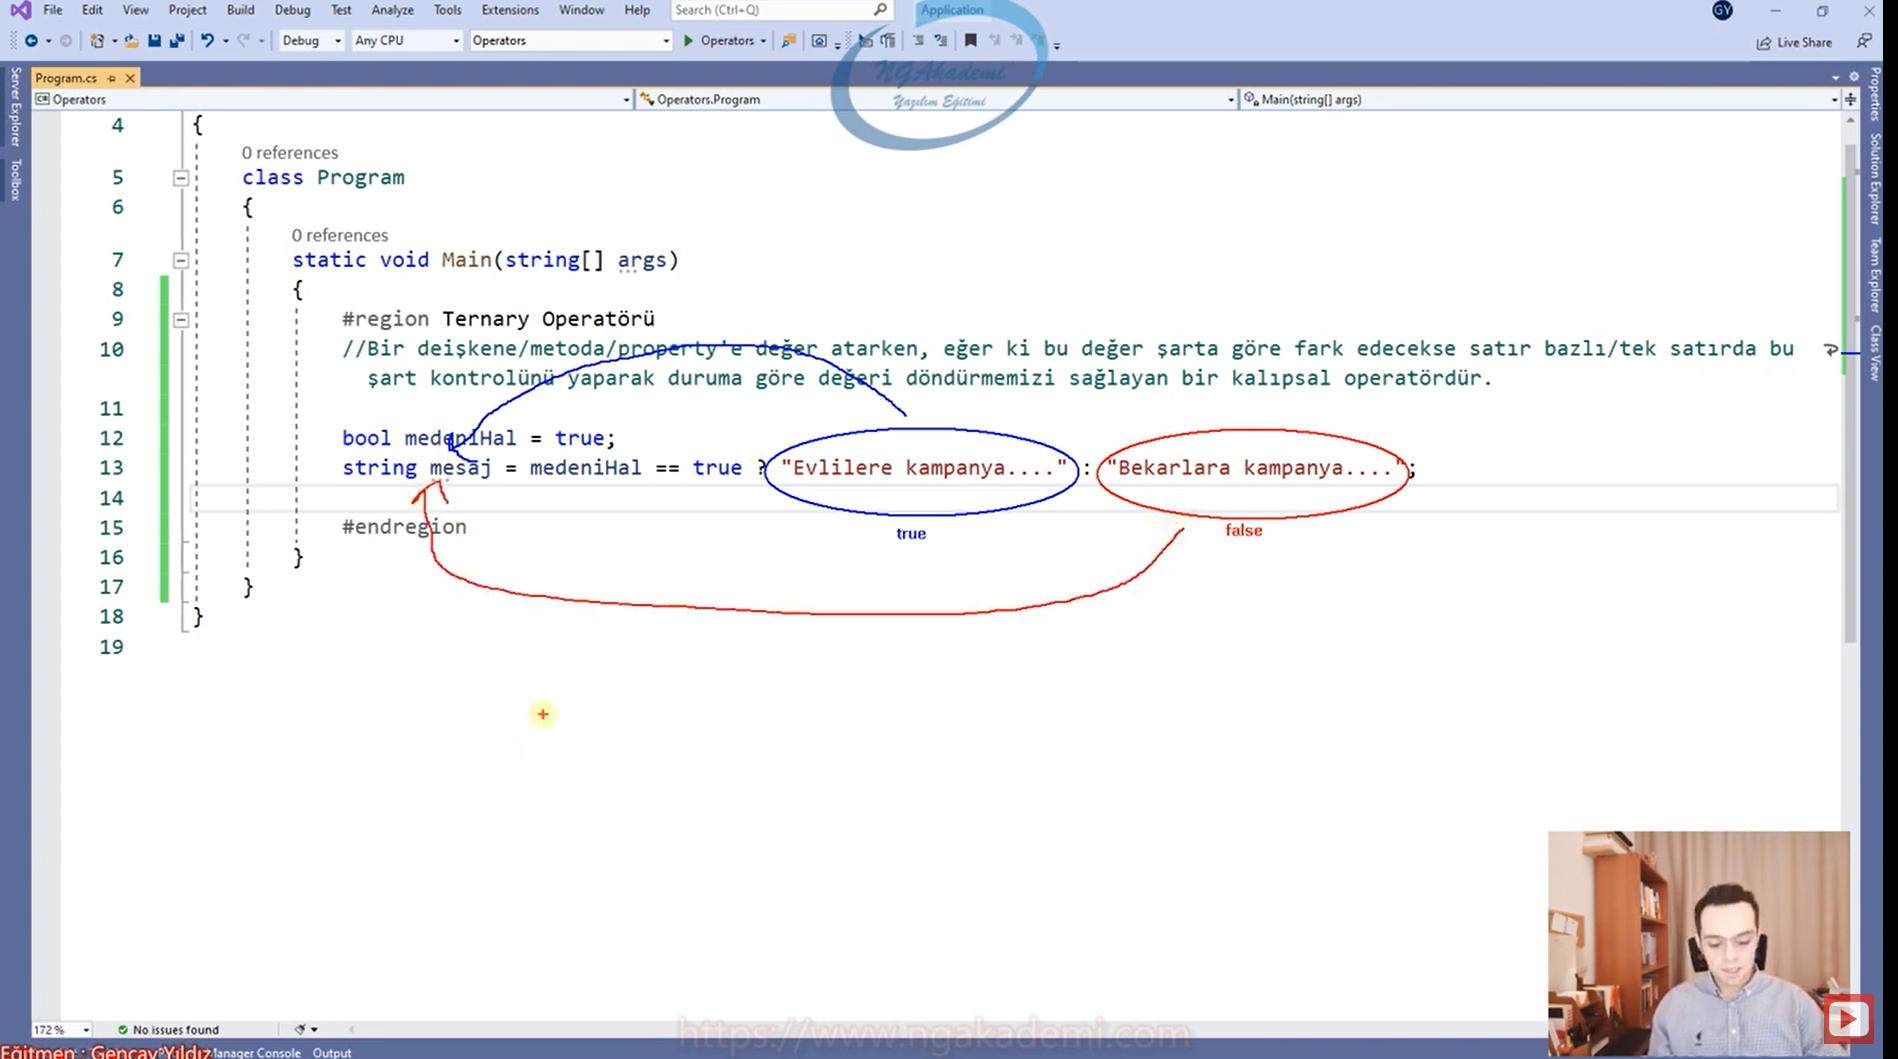 File Edit View Project Build Debug Test Analyze Tools Extensions Window Help Search (Ctrl+Q) Application GY
Debug Any CPU Operators Operators Live Share
NGAkademi
Yazılım Eğitimi
Program.cs
Operators Operators.Program Main(string[] args)
Server Explorer
Toolbox
Properties
Solution Explorer
Team Explorer
Class View
4 {
0 references
5 class Program
6 {
0 references
7 static void Main(string[] args)
8 {
9 #region Ternary Operatörü
10 //Bir deişkene/metoda/property'e değer atarken, eğer ki bu değer şarta göre fark edecekse satır bazlı/tek satırda bu
şart kontrolünü yaparak duruma göre değeri döndürmemizi sağlayan bir kalıpsal operatördür.
11
12 bool medeniHal = true;
13 string mesaj = medeniHal == true ? "Evlilere kampanya...." : "Bekarlara kampanya....";
14
15 #endregion
true false
16 }
17 }
18 }
19
172 % No issues found
https://www.ngakademi.com
Eğitmen : Gençay Yıldız Manager Console Output